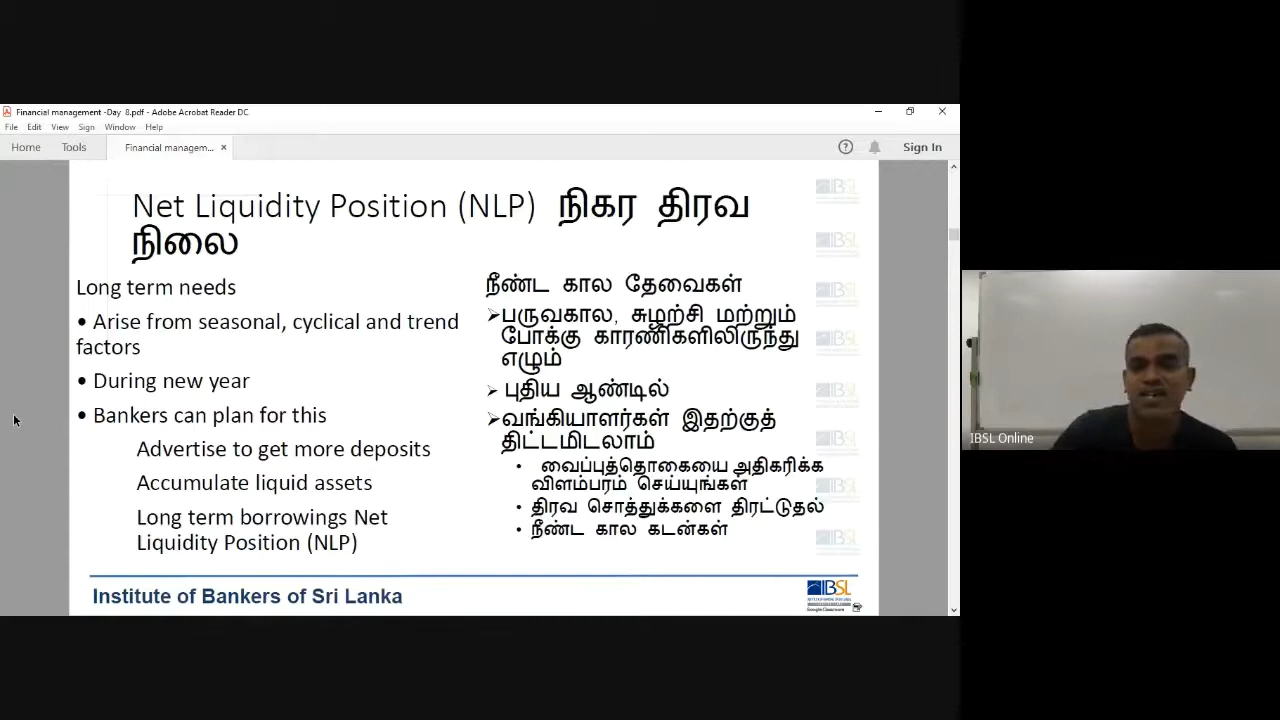 Financial management -Day 8.pdf - Adobe Acrobat Reader DC
File Edit View Sign Window Help
Home Tools Financial managem... × Sign In
Net Liquidity Position (NLP) நிகர திரவ
நிலை
Long term needs
• Arise from seasonal, cyclical and trend
factors
• During new year
• Bankers can plan for this
Advertise to get more deposits
Accumulate liquid assets
Long term borrowings Net
Liquidity Position (NLP)
நீண்ட கால தேவைகள்
➢பருவகால, சுழற்சி மற்றும்
போக்கு காரணிகளிலிருந்து
எழும்
➢ புதிய ஆண்டில்
➢வங்கியாளர்கள் இதற்குத்
திட்டமிடலாம்
• வைப்புத்தொகையை அதிகரிக்க
விளம்பரம் செய்யுங்கள்
• திரவ சொத்துக்களை திரட்டுதல்
• நீண்ட கால கடன்கள்
Institute of Bankers of Sri Lanka
IBSL
Google Classroom
IBSL Online